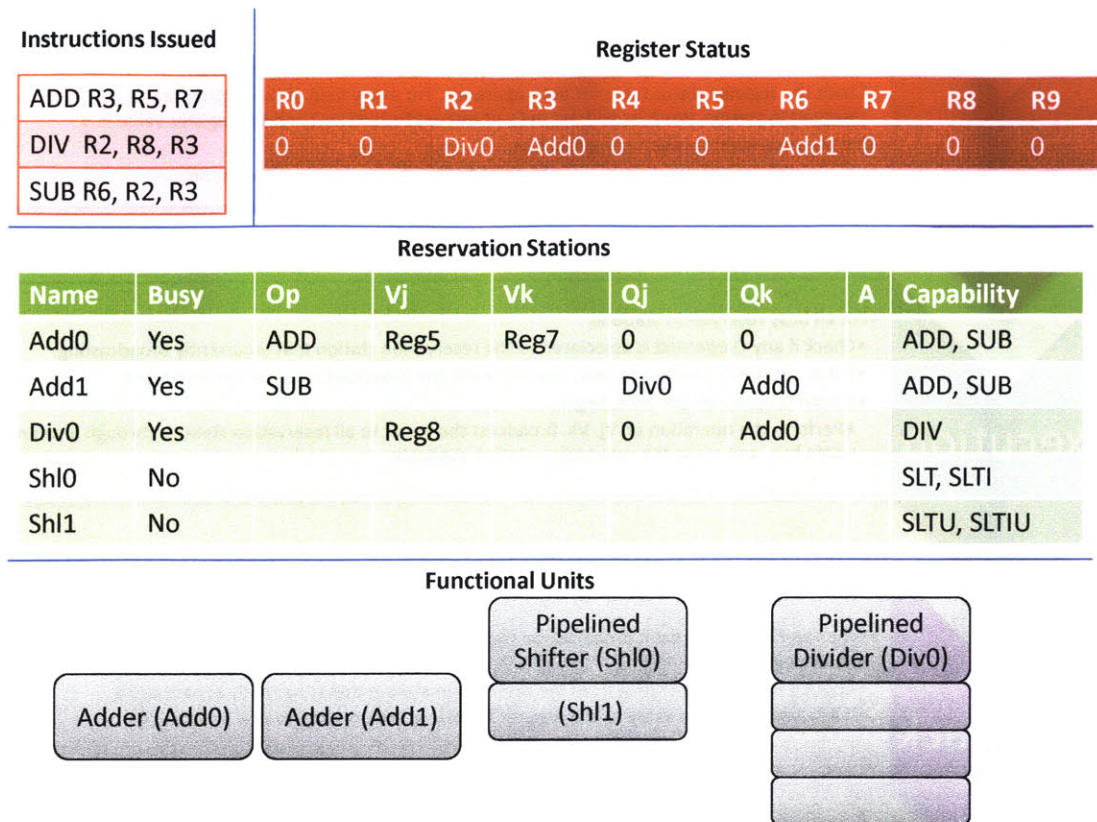 Instructions Issued
ADD R3, R5, R7
DIV R2, R8, R3
SUB R6, R2, R3
Register Status
R0 R1 R2 R3 R4 R5 R6 R7 R8 R9
0 0 Div0 Add0 0 0 Add1 0 0 0
Reservation Stations
Name Busy Op Vj Vk Qj Qk A Capability
Add0 Yes ADD Reg5 Reg7 0 0 ADD, SUB
Add1 Yes SUB Div0 Add0 ADD, SUB
Div0 Yes Reg8 0 Add0 DIV
Shl0 No SLT, SLTI
Shl1 No SLTU, SLTIU
Functional Units
Adder (Add0)
Adder (Add1)
Pipelined
Shifter (Shl0)
(Shl1)
Pipelined
Divider (Div0)